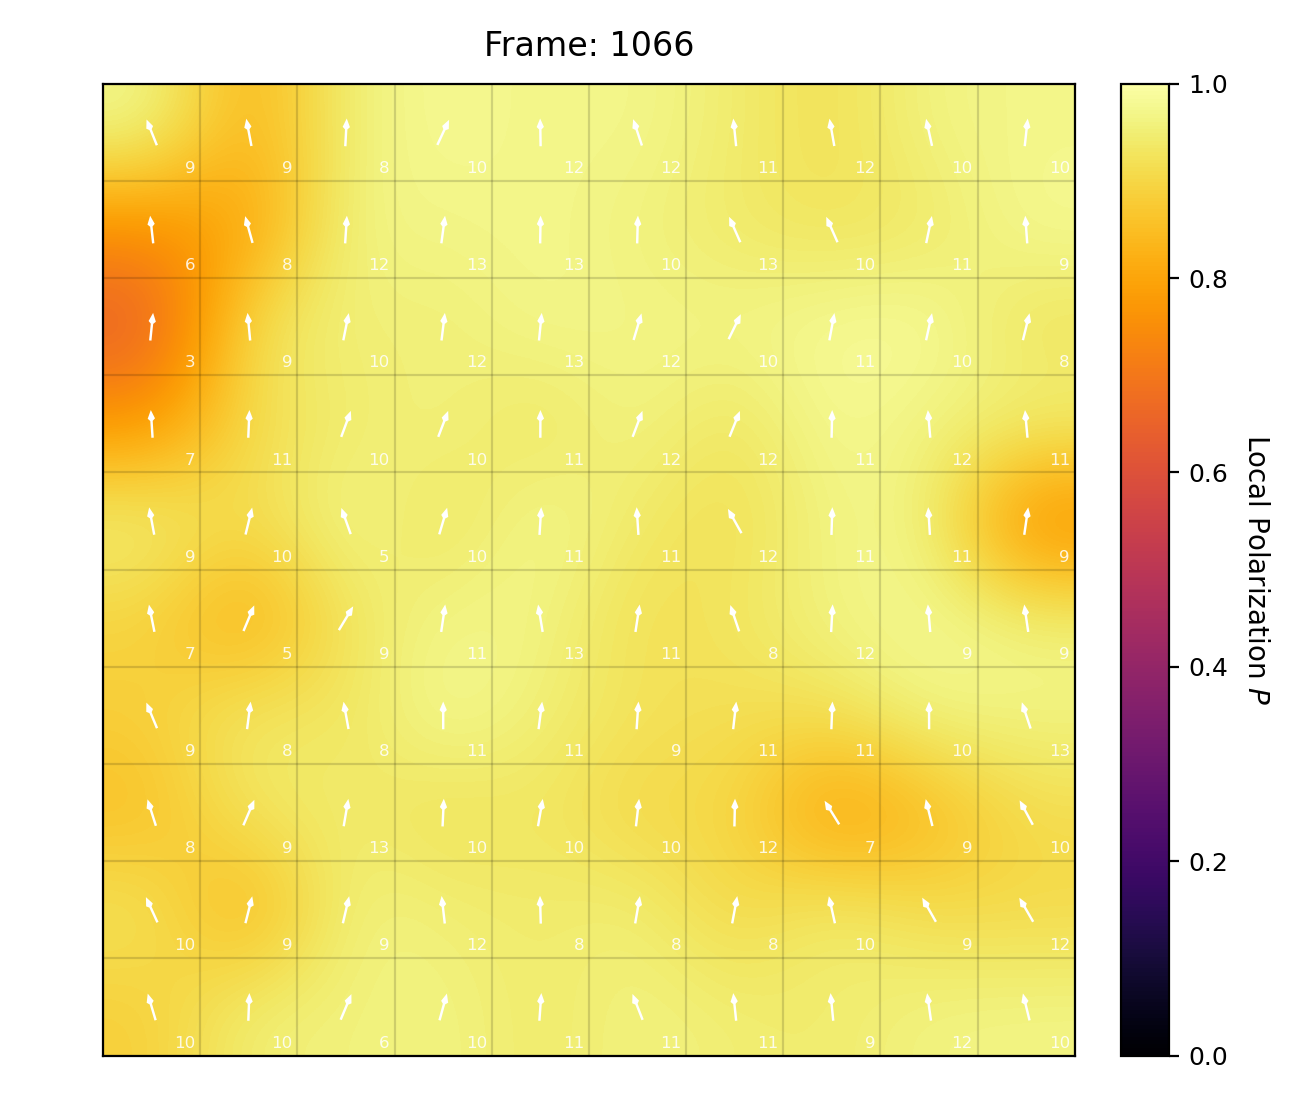 Frame: 1066
9 9 8 10 12 12 11 12 10 10
6 8 12 13 13 10 13 10 11 9
3 9 10 12 13 12 10 11 10 8
7 11 10 10 11 12 12 11 12 11
9 10 5 10 11 11 12 11 11 9
7 5 9 11 13 11 8 12 9 9
9 8 8 11 11 9 11 11 10 13
8 9 13 10 10 10 12 7 9 10
10 9 9 12 8 8 8 10 9 12
10 10 6 10 11 11 11 9 12 10
1.0
0.8
0.6
0.4
0.2
0.0
Local Polarization P